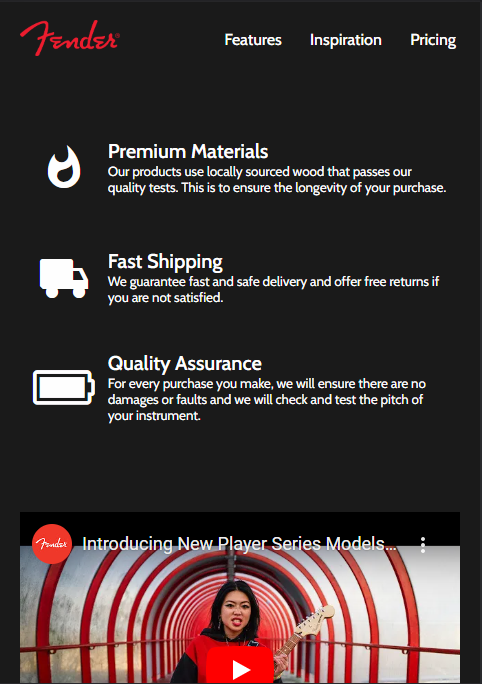 Fender
Features Inspiration Pricing
Premium Materials
Our products use locally sourced wood that passes our
quality tests. This is to ensure the longevity of your purchase.
Fast Shipping
We guarantee fast and safe delivery and offer free returns if
you are not satisfied.
Quality Assurance
For every purchase you make, we will ensure there are no
damages or faults and we will check and test the pitch of
your instrument.
Fender
Introducing New Player Series Models...